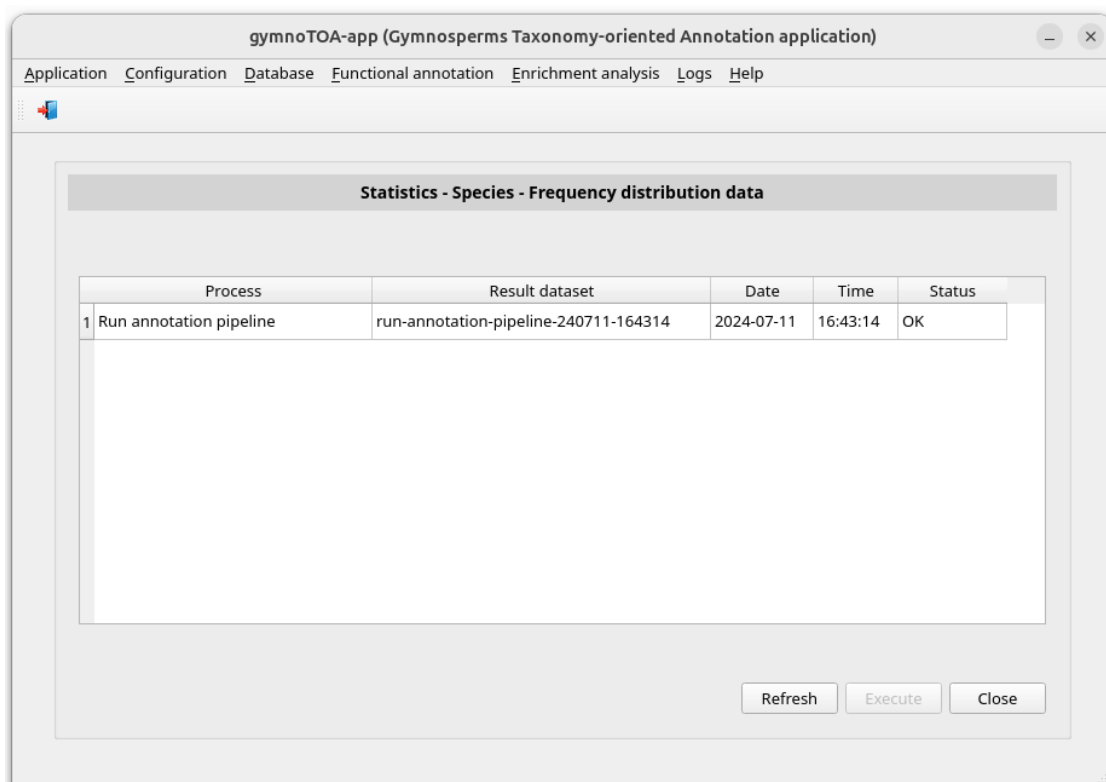 gymnoTOA-app (Gymnosperms Taxonomy-oriented Annotation application)
Application Configuration Database Functional annotation Enrichment analysis Logs Help
Statistics - Species - Frequency distribution data
Process Result dataset Date Time Status
1 Run annotation pipeline run-annotation-pipeline-240711-164314 2024-07-11 16:43:14 OK
Refresh Execute Close